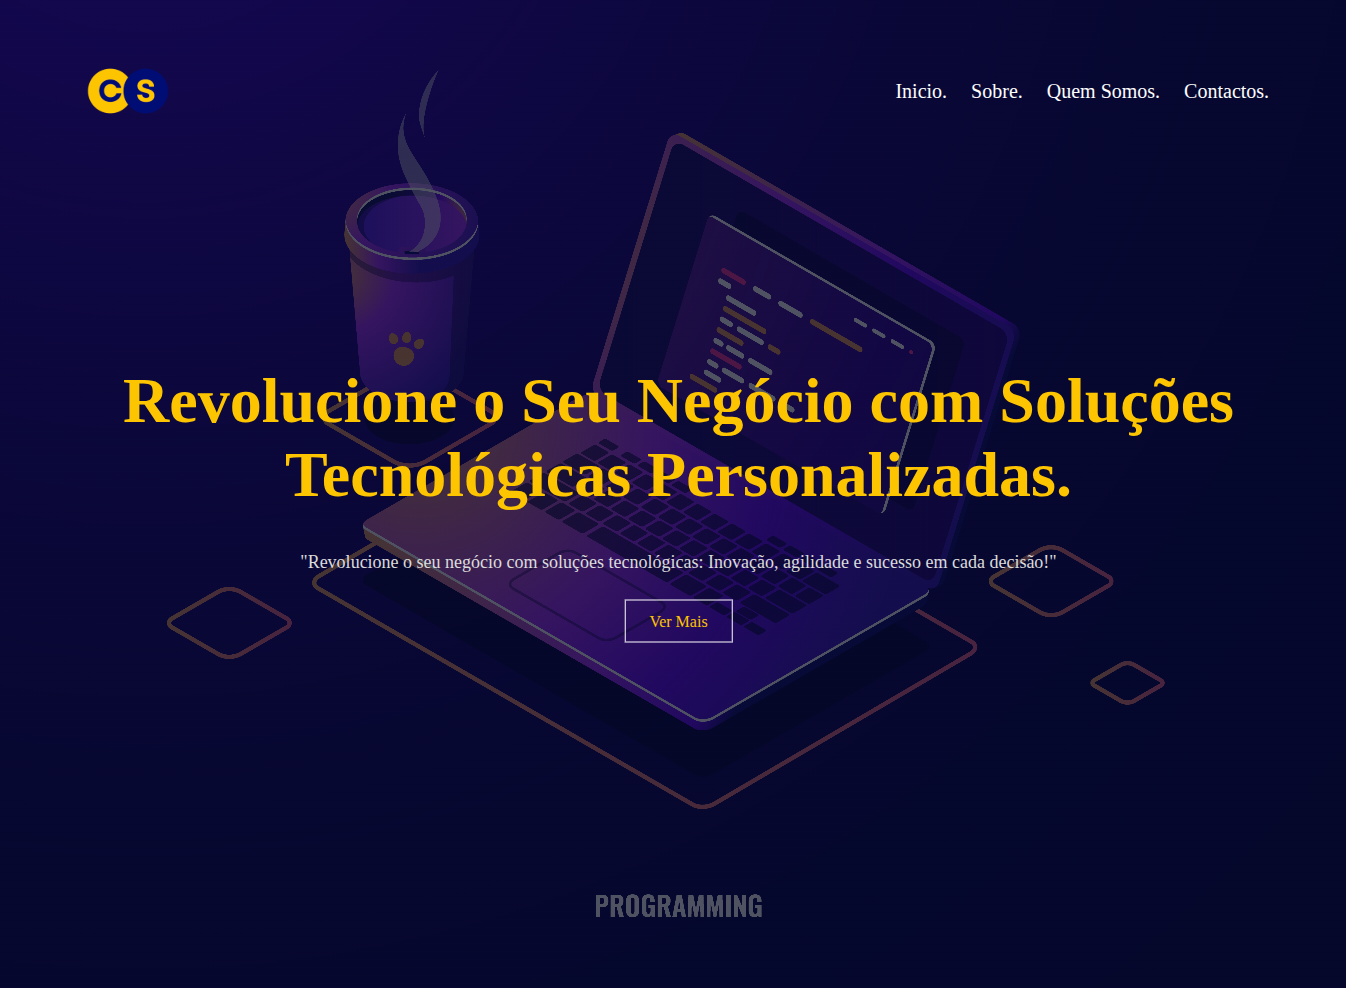 CS
Inicio. Sobre. Quem Somos. Contactos.
Revolucione o Seu Negócio com Soluções
Tecnológicas Personalizadas.
"Revolucione o seu negócio com soluções tecnológicas: Inovação, agilidade e sucesso em cada decisão!"
Ver Mais
PROGRAMMING